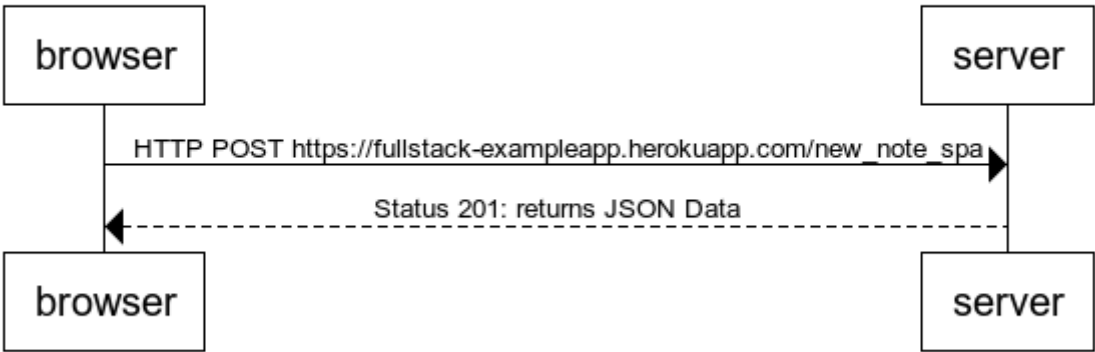 browser
server
HTTP POST https://fullstack-exampleapp.herokuapp.com/new_note_spa
Status 201: returns JSON Data
browser
server